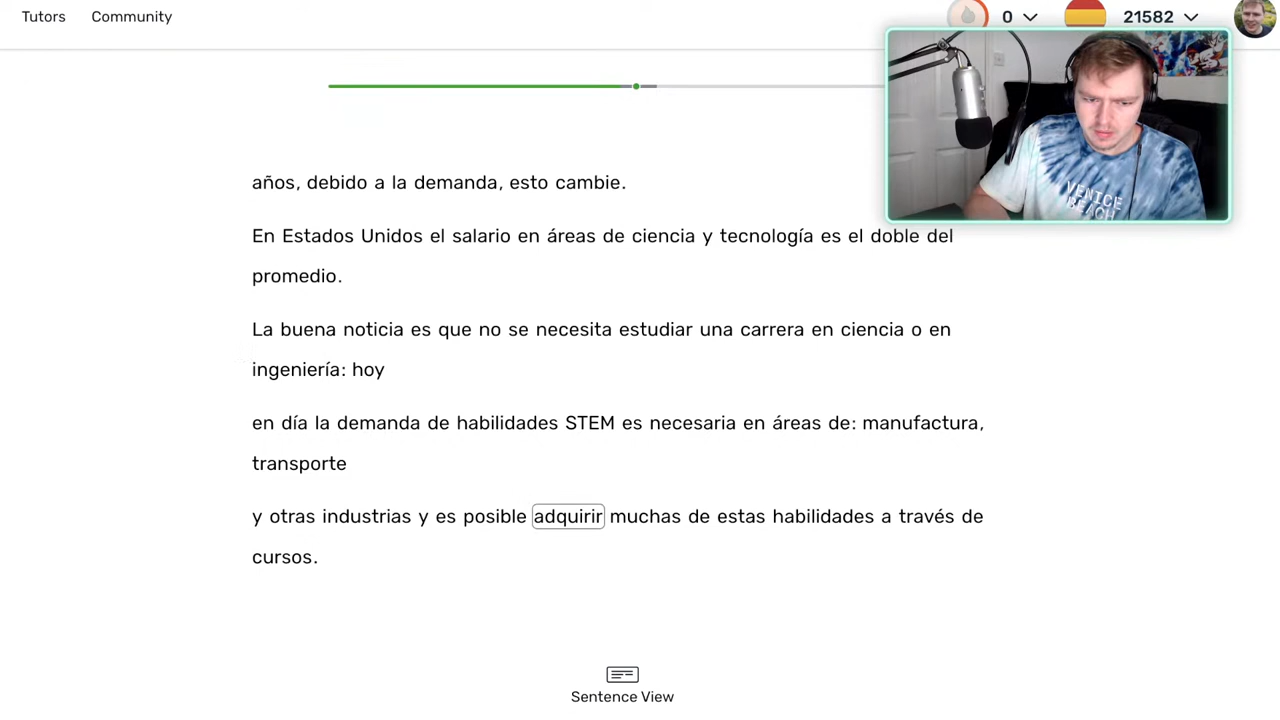 Tutors Community 0 21582
años, debido a la demanda, esto cambie.
VENICE
BEACH
En Estados Unidos el salario en áreas de ciencia y tecnología es el doble del
promedio.
La buena noticia es que no se necesita estudiar una carrera en ciencia o en
ingeniería: hoy
en día la demanda de habilidades STEM es necesaria en áreas de: manufactura,
transporte
y otras industrias y es posible adquirir muchas de estas habilidades a través de
cursos.
Sentence View